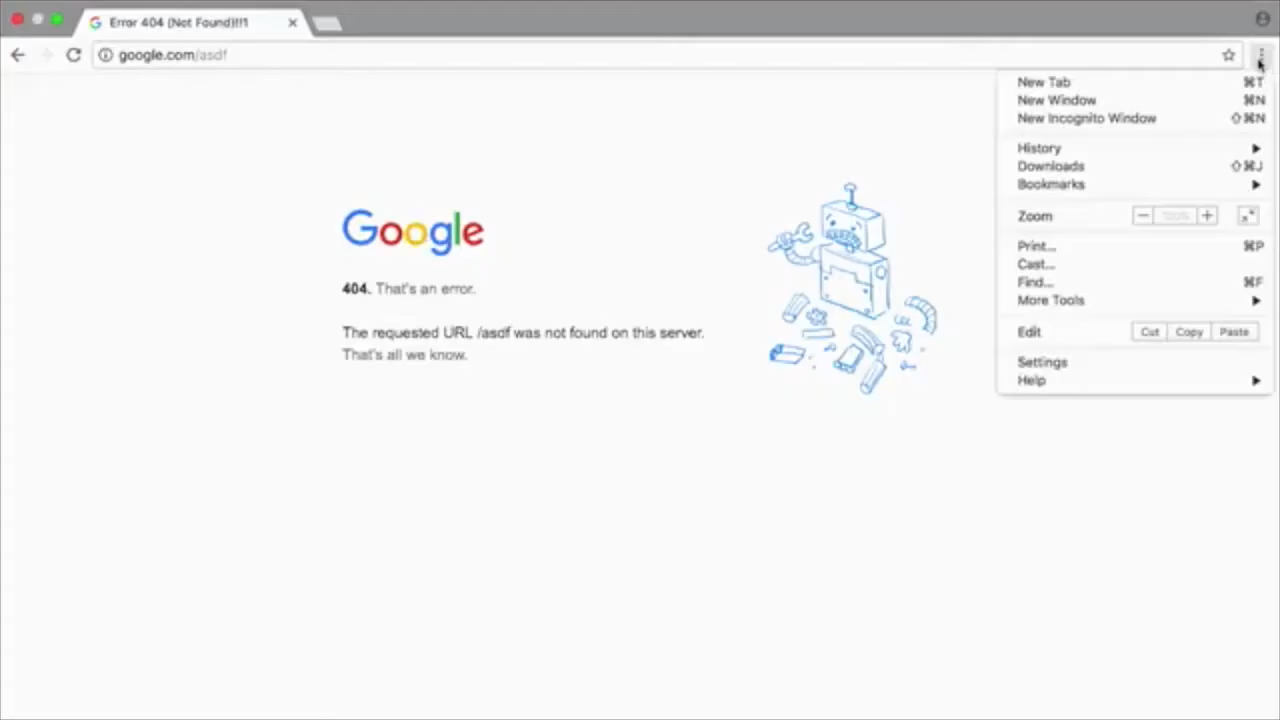 Error 404 (Not Found)!!1
google.com/asdf
New Tab ⌘T
New Window ⌘N
New Incognito Window ⇧⌘N
History
Downloads ⇧⌘J
Bookmarks
Zoom − 100% +
Print... ⌘P
Cast...
Find... ⌘F
More Tools
Edit Cut Copy Paste
Settings
Help
Google
404. That's an error.
The requested URL /asdf was not found on this server.
That's all we know.